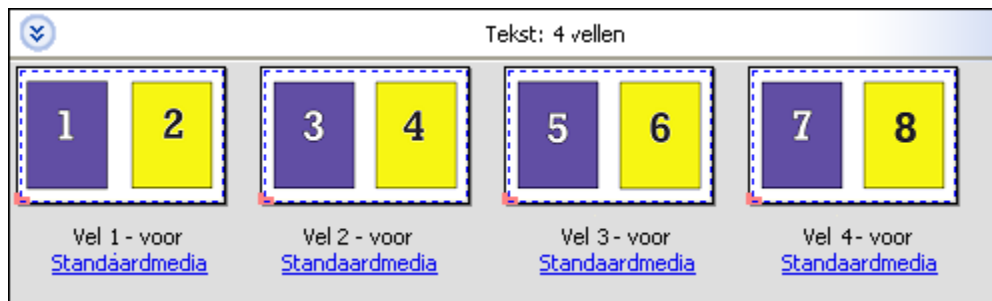 Tekst: 4 vellen
1 2 3 4 5 6 7 8
Vel 1 - voor Vel 2 - voor Vel 3 - voor Vel 4- voor
Standaardmedia Standaardmedia Standaardmedia Standaardmedia